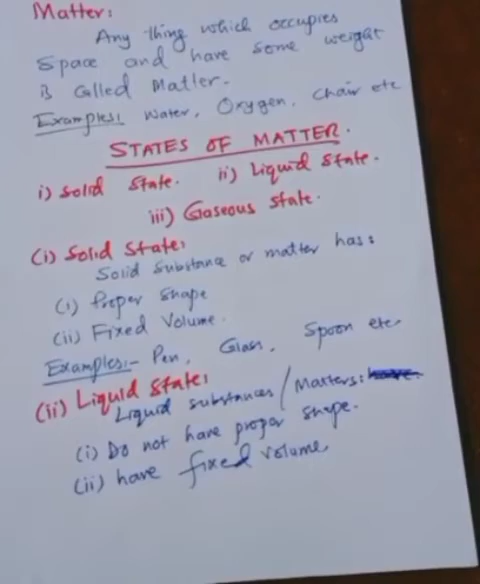 Matter:
Any thing which occupies
Space and have some weight
is Called Matter.
Examples: Water, Oxygen, Chair etc
STATES OF MATTER.
i) Solid State. ii) Liquid State.
iii) Gaseous State.
(i) Solid State:
Solid Substance or matter has:
(i) Proper Shape
(ii) Fixed Volume.
Examples:- Pen, Glass, Spoon etc
(ii) Liquid State:
Liquid substances / Matters:
(i) Do not have proper shape.
(ii) have fixed volume